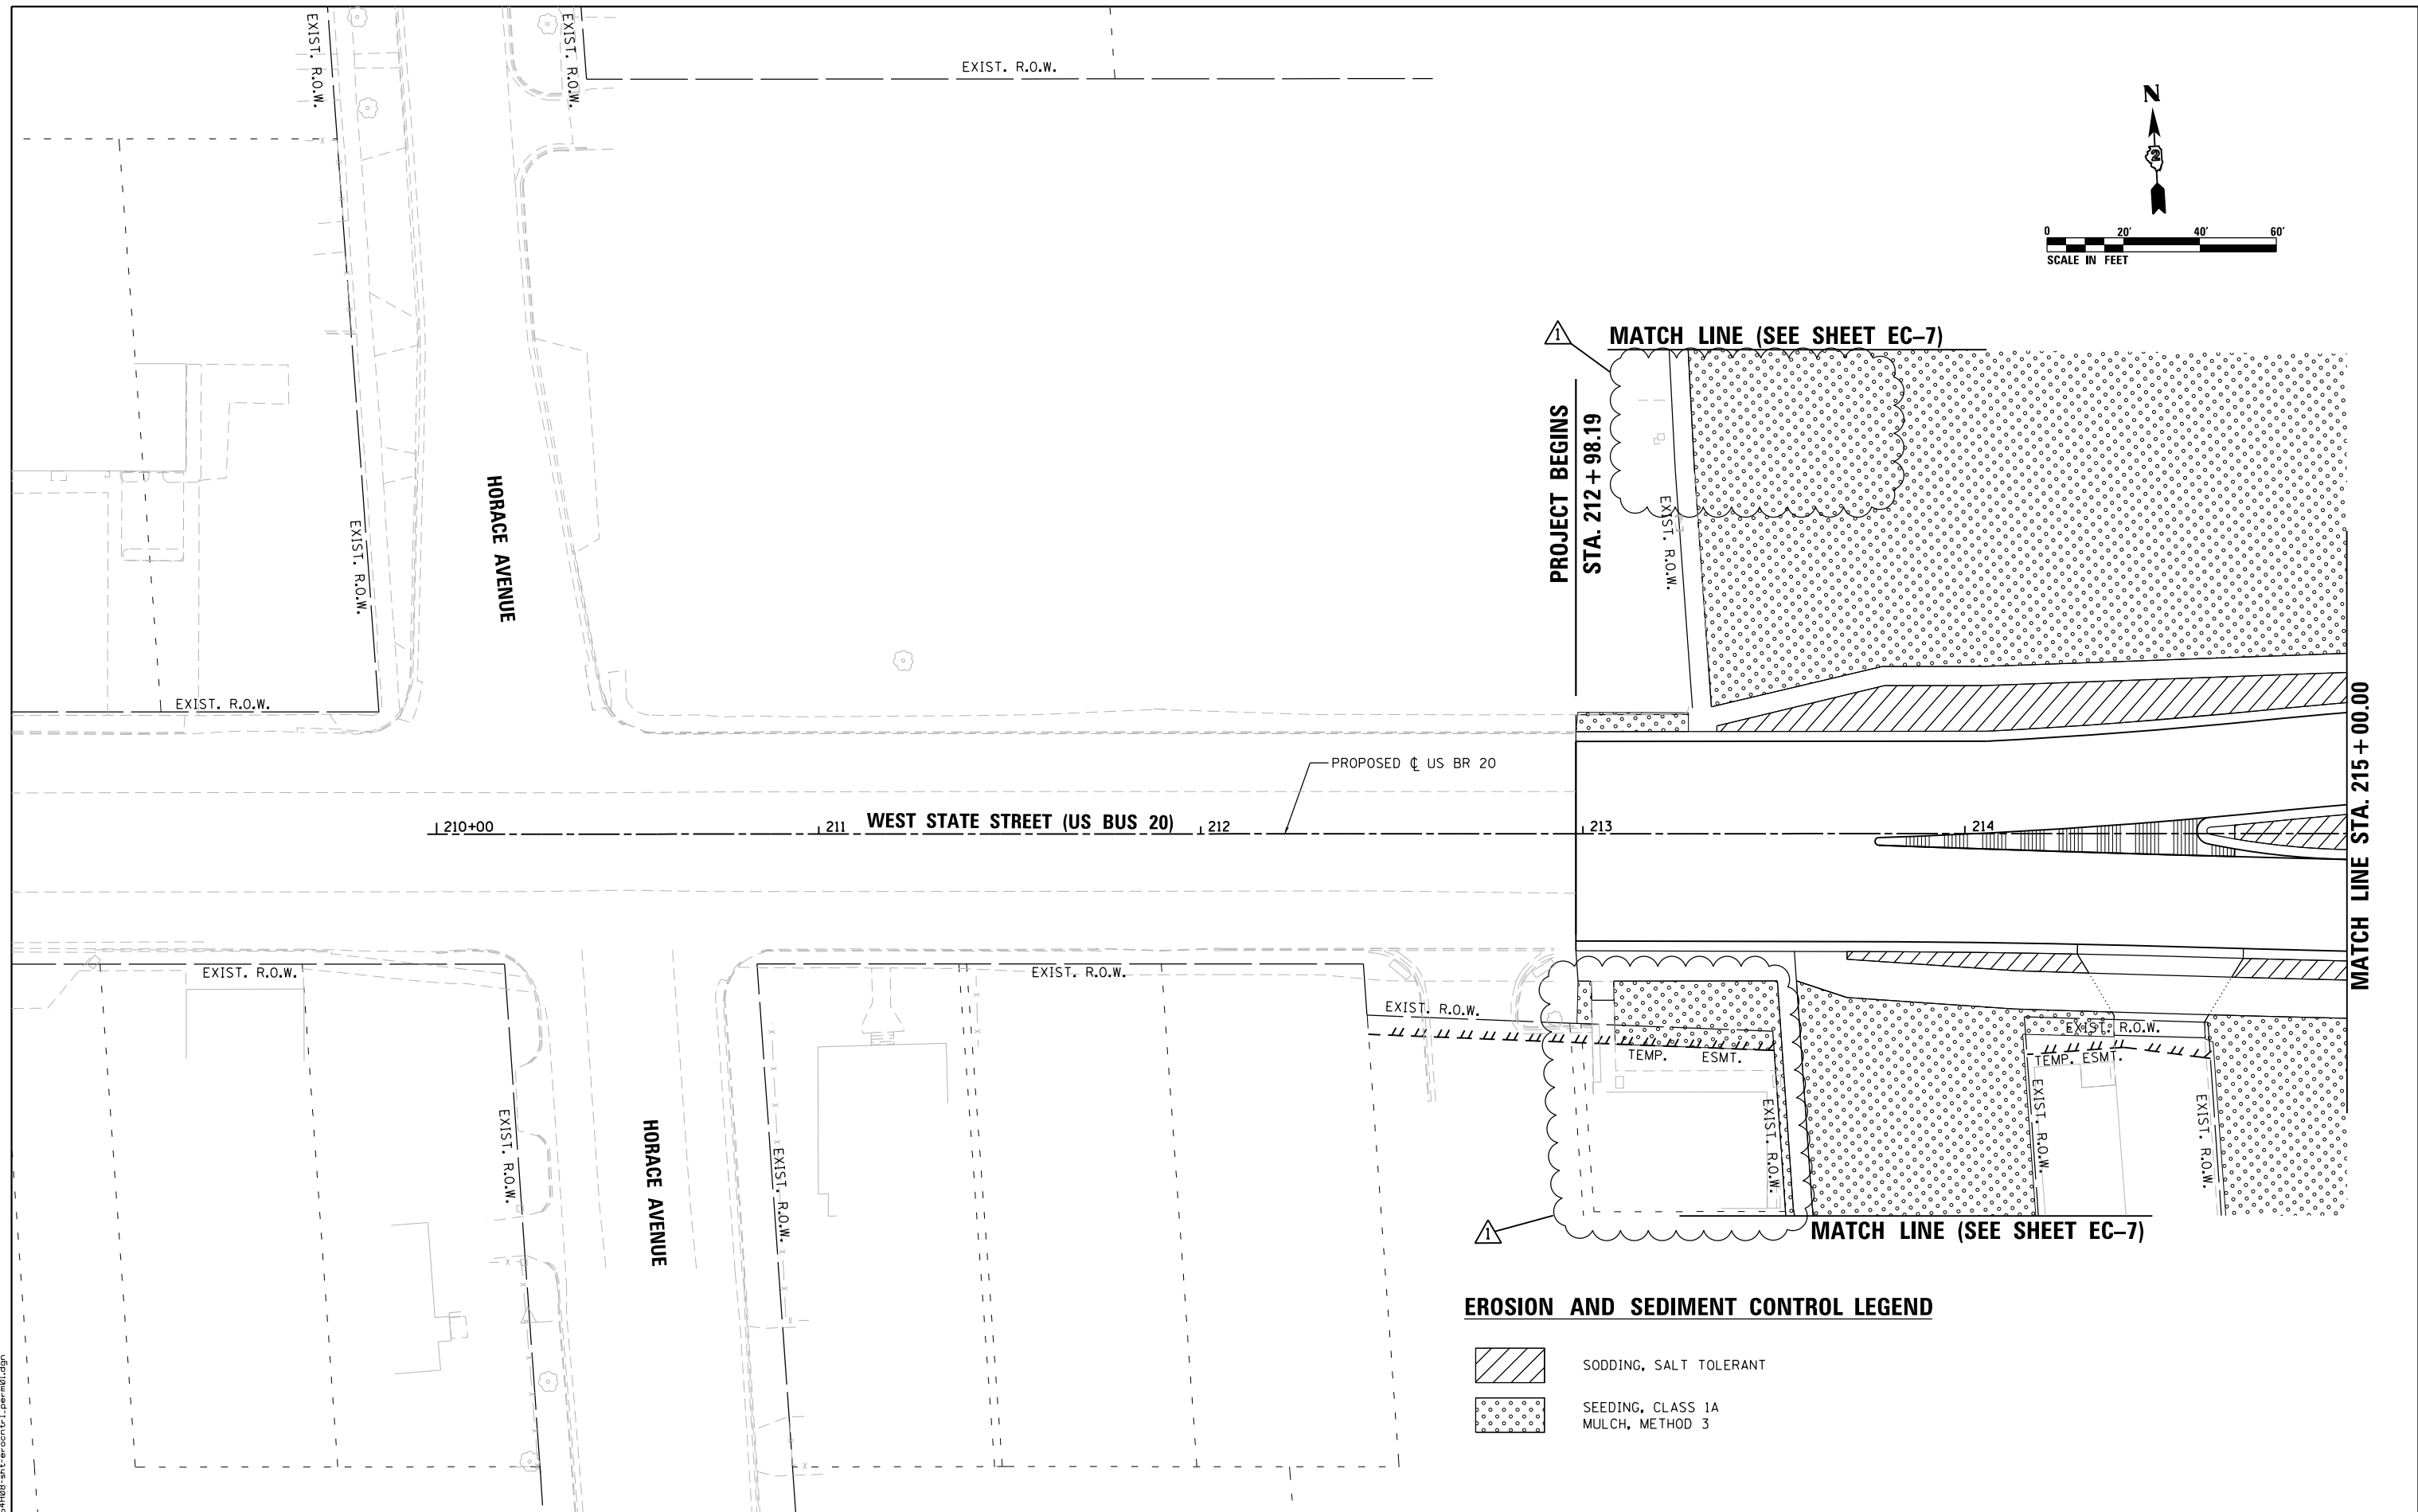 EXIST. R.O.W.
EXIST. R.O.W.
EXIST. R.O.W.
N
2
0 20' 40' 60'
SCALE IN FEET
1
MATCH LINE (SEE SHEET EC-7)
PROJECT BEGINS
STA. 212 + 98.19
EXIST. R.O.W.
HORACE AVENUE
EXIST. R.O.W.
EXIST. R.O.W.
PROPOSED ℄ US BR 20
210+00
211
WEST STATE STREET (US BUS 20)
212
213
214
MATCH LINE STA. 215 + 00.00
EXIST. R.O.W.
EXIST. R.O.W.
EXIST. R.O.W.
EXIST. R.O.W.
TEMP. ESMT.
TEMP. ESMT.
EXIST. R.O.W.
HORACE AVENUE
EXIST. R.O.W.
EXIST. R.O.W.
EXIST. R.O.W.
EXIST. R.O.W.
1
MATCH LINE (SEE SHEET EC-7)
EROSION AND SEDIMENT CONTROL LEGEND
SODDING, SALT TOLERANT
SEEDING, CLASS 1A
MULCH, METHOD 3